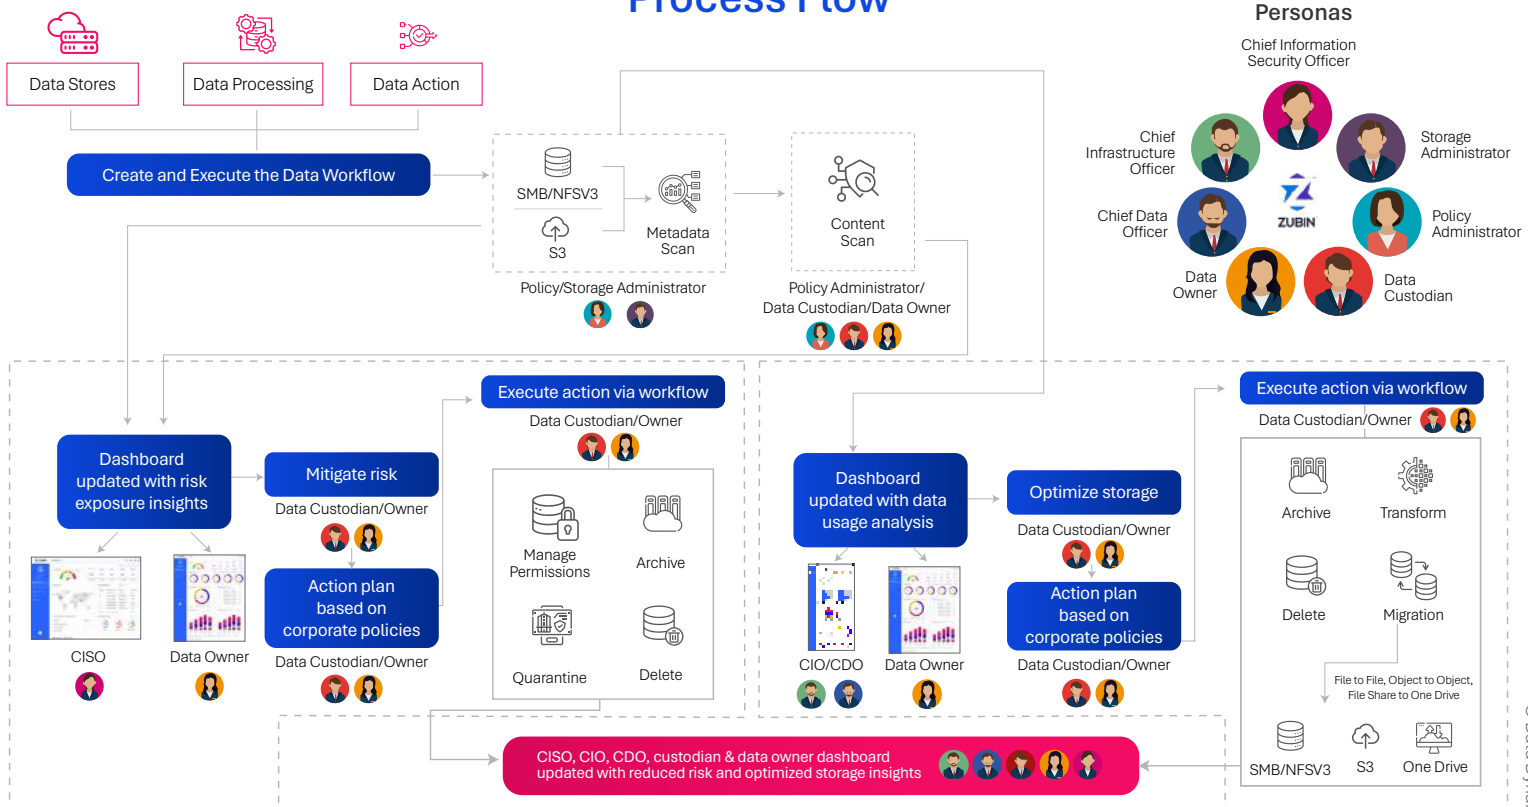 Process Flow
Data Stores
Data Processing
Data Action
Create and Execute the Data Workflow
SMB/NFSV3
S3
Metadata
Scan
Policy/Storage Administrator
Content
Scan
Policy Administrator/
Data Custodian/Data Owner
Personas
Chief Information
Security Officer
Chief
Infrastructure
Officer
Storage
Administrator
Chief Data
Officer
ZUBIN
Policy
Administrator
Data
Owner
Data
Custodian
Dashboard
updated with risk
exposure insights
CISO
Data Owner
Mitigate risk
Data Custodian/Owner
Action plan
based on
corporate policies
Data Custodian/Owner
Execute action via workflow
Data Custodian/Owner
Manage
Permissions
Archive
Quarantine
Delete
Dashboard
updated with data
usage analysis
CIO/CDO
Data Owner
Optimize storage
Data Custodian/Owner
Action plan
based on
corporate policies
Data Custodian/Owner
Execute action via workflow
Data Custodian/Owner
Archive
Transform
Delete
Migration
File to File, Object to Object,
File Share to One Drive
SMB/NFSV3
S3
One Drive
CISO, CIO, CDO, custodian & data owner dashboard
updated with reduced risk and optimized storage insights